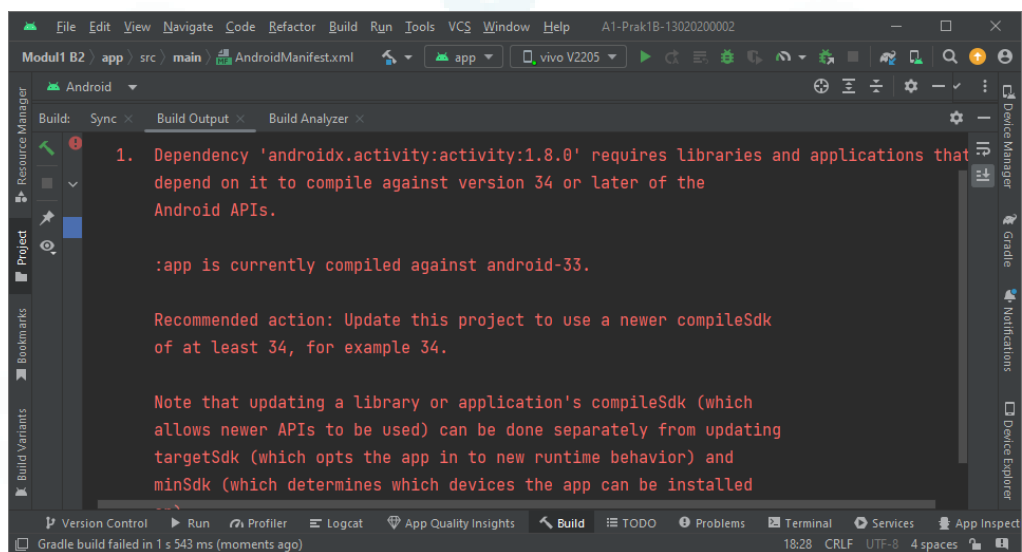 File Edit View Navigate Code Refactor Build Run Tools VCS Window Help A1-Prak1B-13020200002
Modul1 B2 app src main AndroidManifest.xml app vivo V2205
Android
Build: Sync Build Output Build Analyzer
1. Dependency 'androidx.activity:activity:1.8.0' requires libraries and applications that
depend on it to compile against version 34 or later of the
Android APIs.
:app is currently compiled against android-33.
Recommended action: Update this project to use a newer compileSdk
of at least 34, for example 34.
Note that updating a library or application's compileSdk (which
allows newer APIs to be used) can be done separately from updating
targetSdk (which opts the app in to new runtime behavior) and
minSdk (which determines which devices the app can be installed
Resource Manager
Project
Bookmarks
Build Variants
Device Manager
Gradle
Notifications
Device Explorer
Version Control Run Profiler Logcat App Quality Insights Build TODO Problems Terminal Services App Inspect
Gradle build failed in 1 s 543 ms (moments ago) 18:28 CRLF UTF-8 4 spaces